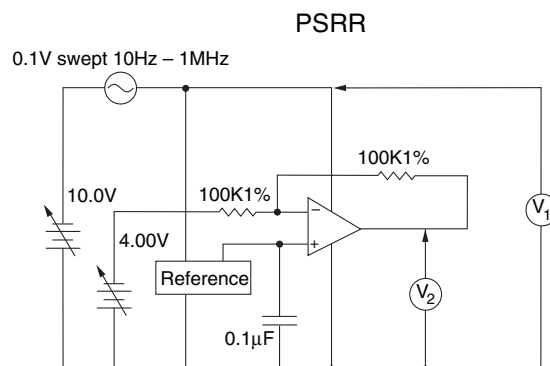 PSRR
0.1V swept 10Hz – 1MHz
100K1%
100K1%
10.0V
4.00V
–
+
V1
Reference
V2
0.1μF